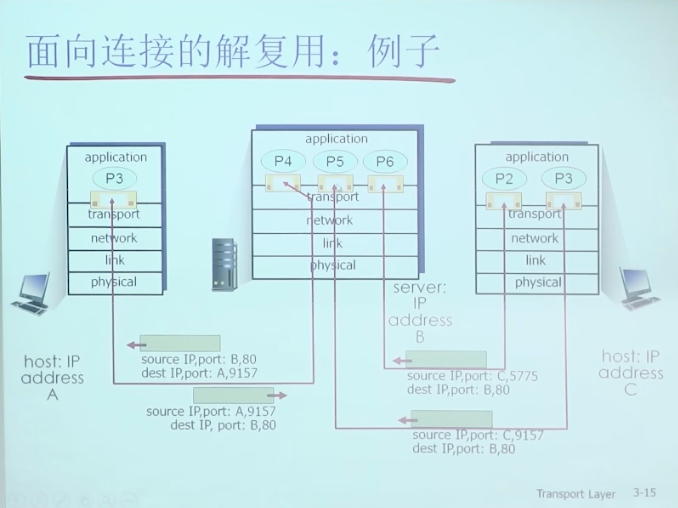 面向连接的解复用：例子
application
P3
transport
network
link
physical
host: IP
address
A
application
P4 P5 P6
transport
network
link
physical
server:
IP
address
B
application
P2 P3
transport
network
link
physical
host: IP
address
C
source IP,port: B,80
dest IP,port: A,9157
source IP,port: A,9157
dest IP, port: B,80
source IP,port: C,5775
dest IP,port: B,80
source IP,port: C,9157
dest IP,port: B,80
Transport Layer 3-15